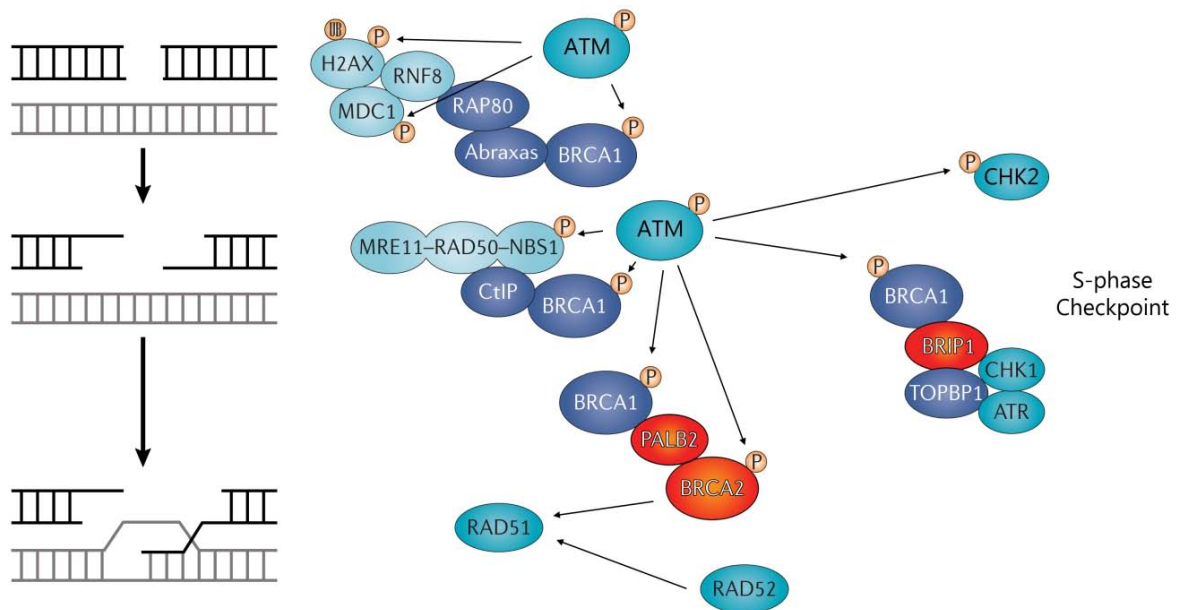 UB
P
P
ATM
H2AX
RNF8
MDC1
RAP80
P
P
P
Abraxas
BRCA1
P
CHK2
P
ATM
P
MRE11–RAD50–NBS1
P
CtIP
BRCA1
P
BRCA1
S-phase
Checkpoint
BRIP1
CHK1
TOPBP1
ATR
P
BRCA1
PALB2
P
BRCA2
RAD51
RAD52